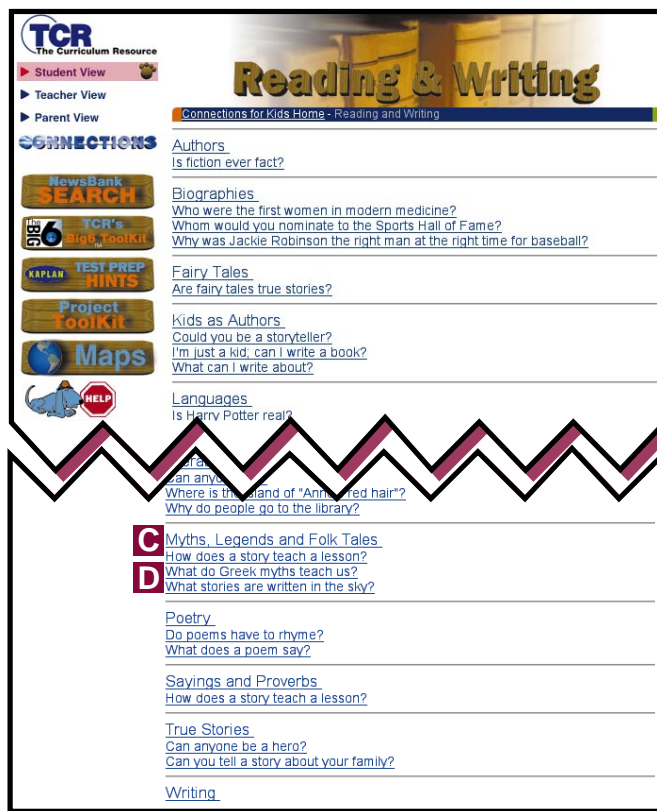 TCR
The Curriculum Resource
Student View
Teacher View
Parent View
CONNECTIONS
NewsBank
SEARCH
THE BIG 6
TCR's
Big6 ToolKit
TM
KAPLAN
TEST PREP
HINTS
Project
ToolKit
Maps
HELP
Reading & Writing
Connections for Kids Home - Reading and Writing
Authors
Is fiction ever fact?
Biographies
Who were the first women in modern medicine?
Whom would you nominate to the Sports Hall of Fame?
Why was Jackie Robinson the right man at the right time for baseball?
Fairy Tales
Are fairy tales true stories?
Kids as Authors
Could you be a storyteller?
I'm just a kid; can I write a book?
What can I write about?
Languages
Is Harry Potter real?
Can
Where is the island of "Anne red hair"?
Why do people go to the library?
C
Myths, Legends and Folk Tales
How does a story teach a lesson?
D
What do Greek myths teach us?
What stories are written in the sky?
Poetry
Do poems have to rhyme?
What does a poem say?
Sayings and Proverbs
How does a story teach a lesson?
True Stories
Can anyone be a hero?
Can you tell a story about your family?
Writing